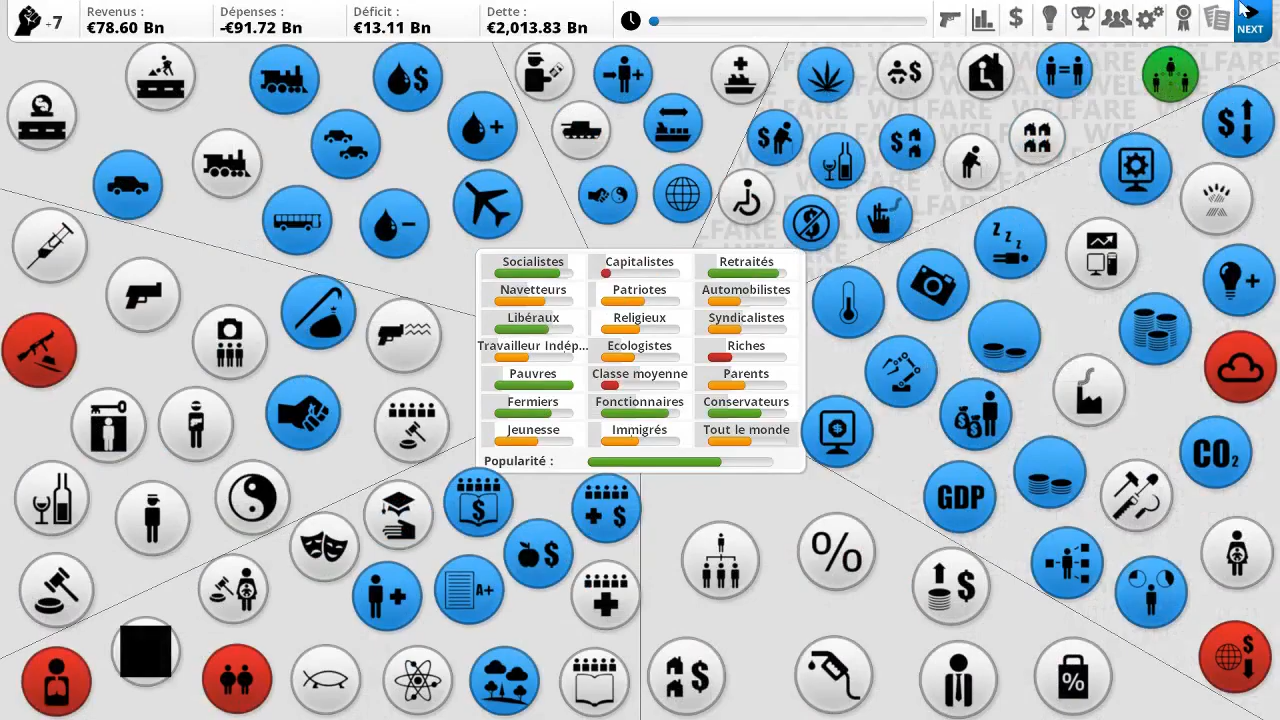 Revenus : Dépenses : Déficit : Dette :
+7 €78.60 Bn -€91.72 Bn €13.11 Bn €2,013.83 Bn
NEXT
WELFARE WELFARE
Socialistes Capitalistes Retraités
Navetteurs Patriotes Automobilistes
Libéraux Religieux Syndicalistes
Travailleur Indép... Ecologistes Riches
Pauvres Classe moyenne Parents
Fermiers Fonctionnaires Conservateurs
Jeunesse Immigrés Tout le monde
Popularité :
$
zzz
CO2
GDP
A+
%